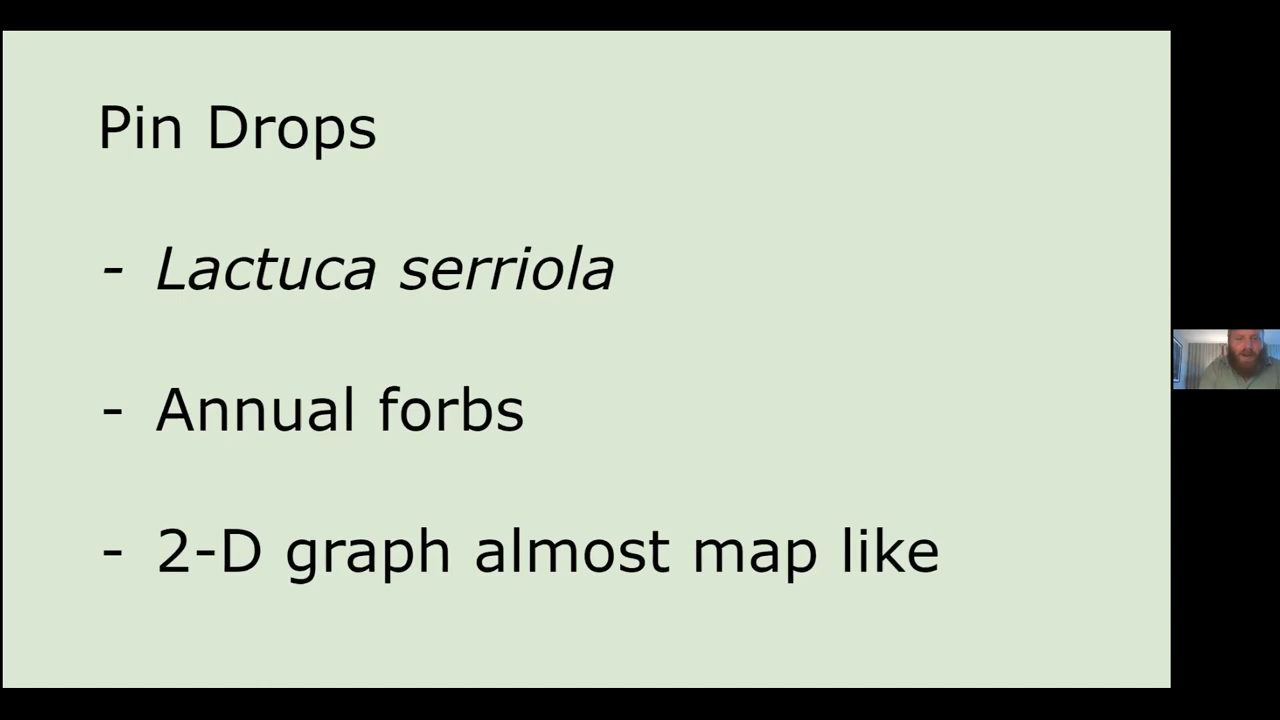 Pin Drops
- Lactuca serriola
- Annual forbs
- 2-D graph almost map like